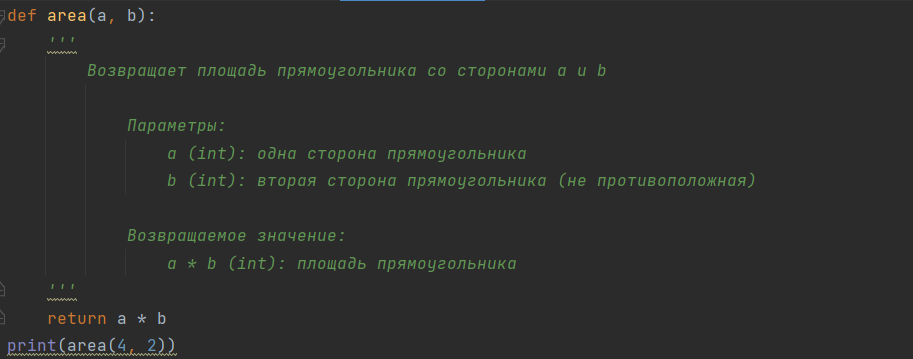 def area(a, b):
    '''
        Возвращает площадь прямоугольника со сторонами a и b

            Параметры:
                a (int): одна сторона прямоугольника
                b (int): вторая сторона прямоугольника (не противоположная)

            Возвращаемое значение:
                a * b (int): площадь прямоугольника
    '''
    return a * b
print(area(4, 2))